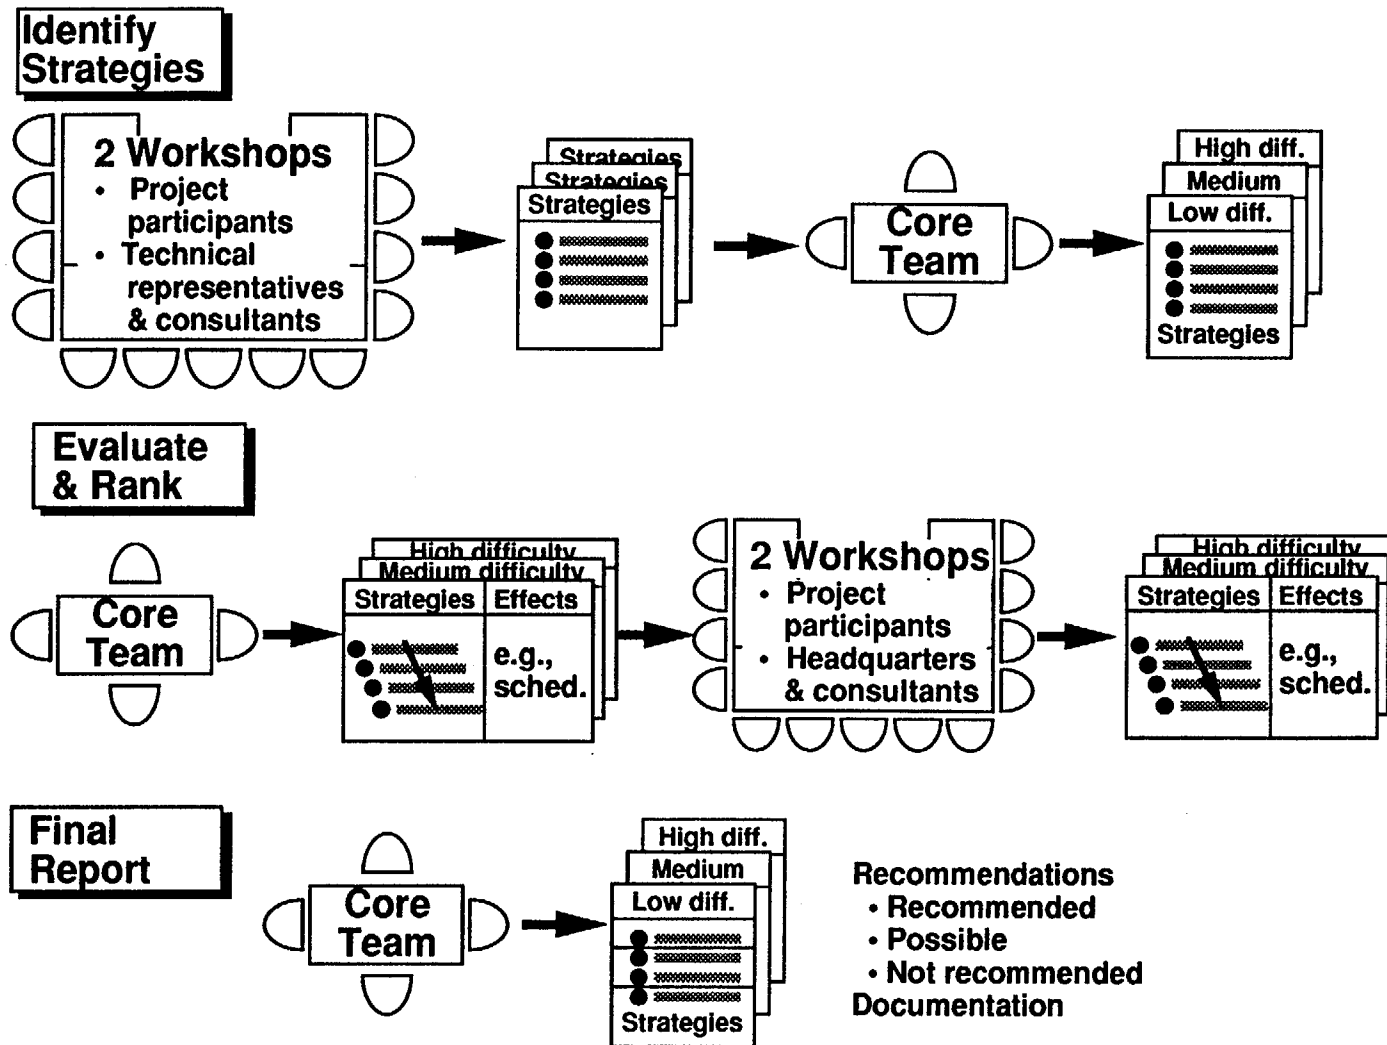 Identify
Strategies
2 Workshops
• Project
participants
• Technical
representatives
& consultants
Strategies
Strategies
Strategies
Core
Team
High diff.
Medium
Low diff.
Strategies
Evaluate
& Rank
Core
Team
High difficulty
Medium difficulty
Strategies Effects
e.g.,
sched.
2 Workshops
• Project
participants
• Headquarters
& consultants
High difficulty
Medium difficulty
Strategies Effects
e.g.,
sched.
Final
Report
Core
Team
High diff.
Medium
Low diff.
Strategies
Recommendations
• Recommended
• Possible
• Not recommended
Documentation